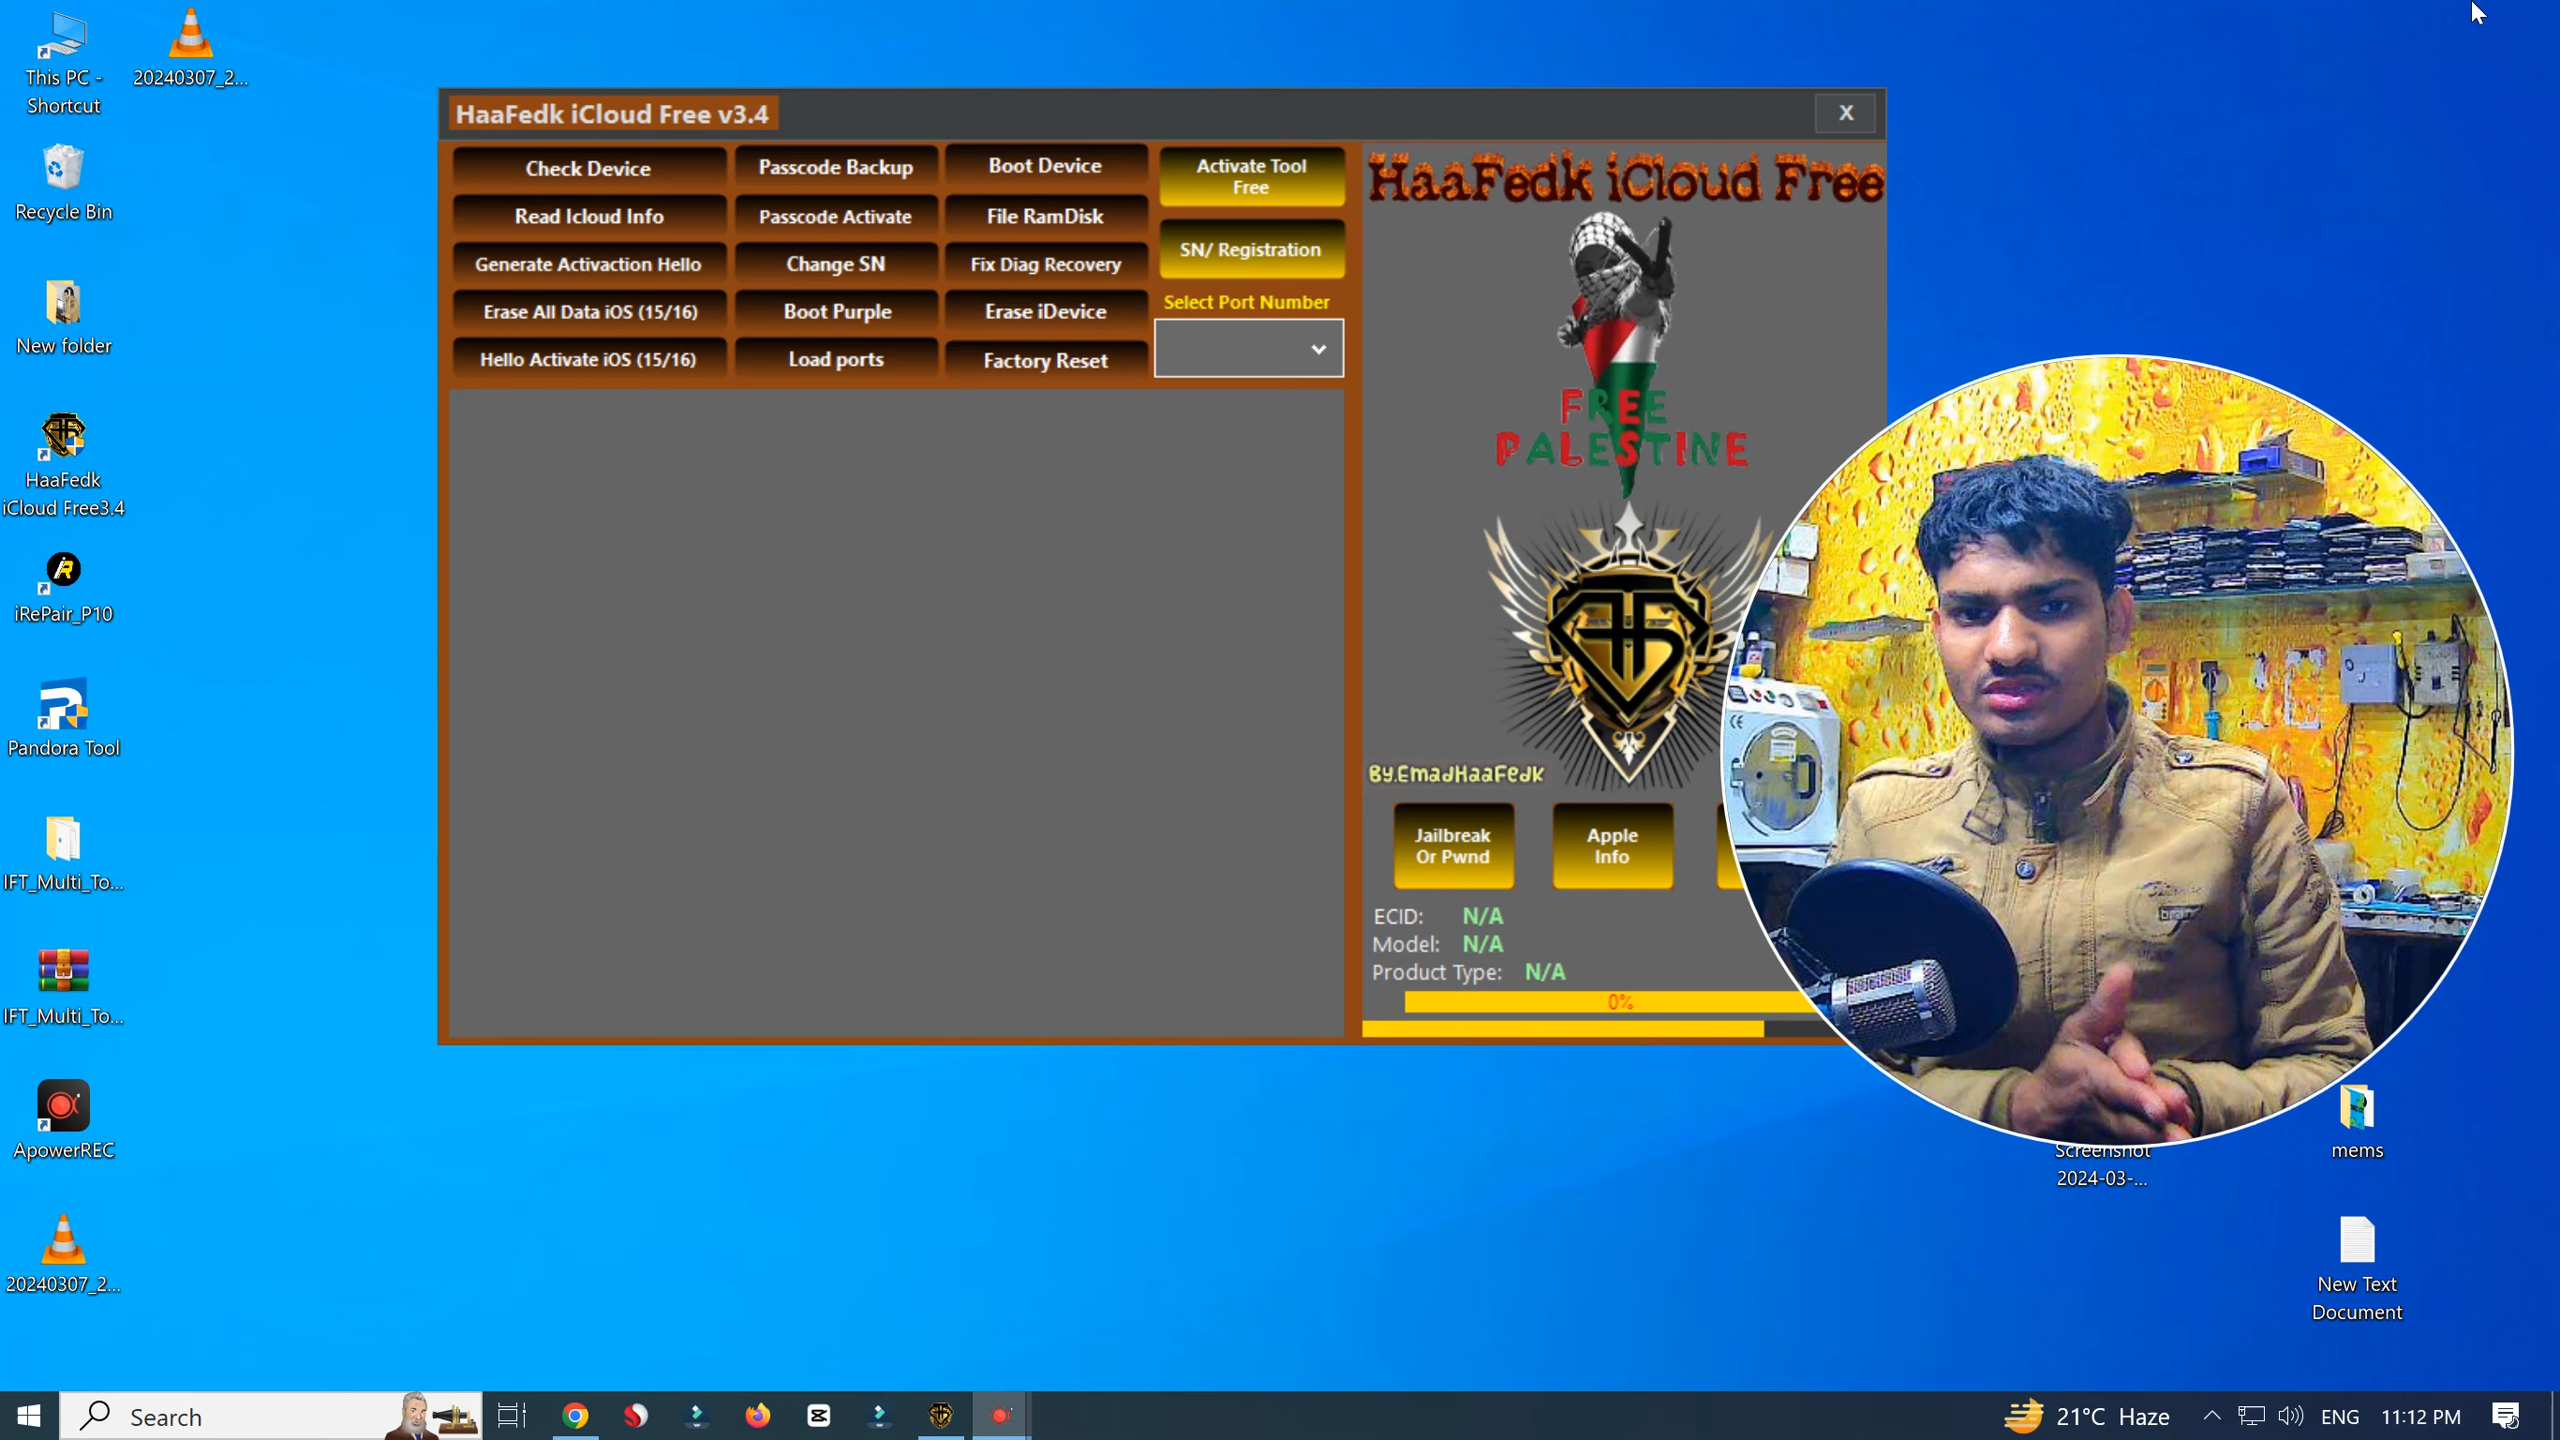 This PC -
Shortcut
20240307_2...
Recycle Bin
New folder
HaaFedk
iCloud Free3.4
iRePair_P10
Pandora Tool
IFT_Multi_To...
IFT_Multi_To...
ApowerREC
20240307_2...
HaaFedk iCloud Free v3.4
X
Check Device
Passcode Backup
Boot Device
Activate Tool
Free
Read Icloud Info
Passcode Activate
File RamDisk
SN/ Registration
Generate Activaction Hello
Change SN
Fix Diag Recovery
Select Port Number
Erase All Data iOS (15/16)
Boot Purple
Erase iDevice
Hello Activate iOS (15/16)
Load ports
Factory Reset
HaaFedk iCloud Free
FREE
PALESTINE
By.EmadHaaFedk
Jailbreak
Or Pwnd
Apple
Info
ECID: N/A
Model: N/A
Product Type: N/A
0%
Screenshot
2024-03-...
mems
New Text
Document
Search
21°C Haze
ENG
11:12 PM